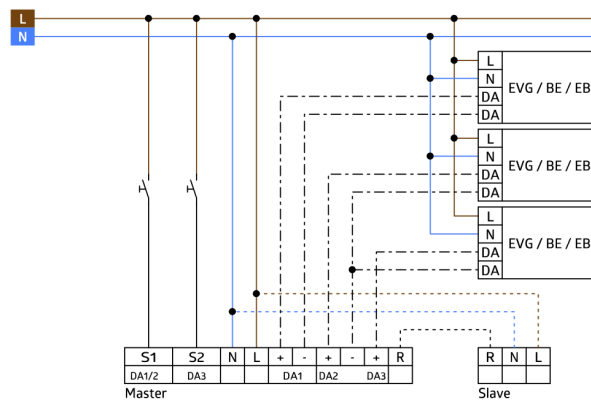 L
N
L
N EVG / BE / EB
DA
DA
L
N EVG / BE / EB
DA
DA
L
N EVG / BE / EB
DA
DA
S1 S2 N L + - + - + R
DA1/2 DA3 DA1 DA2 DA3
Master
R N L
Slave